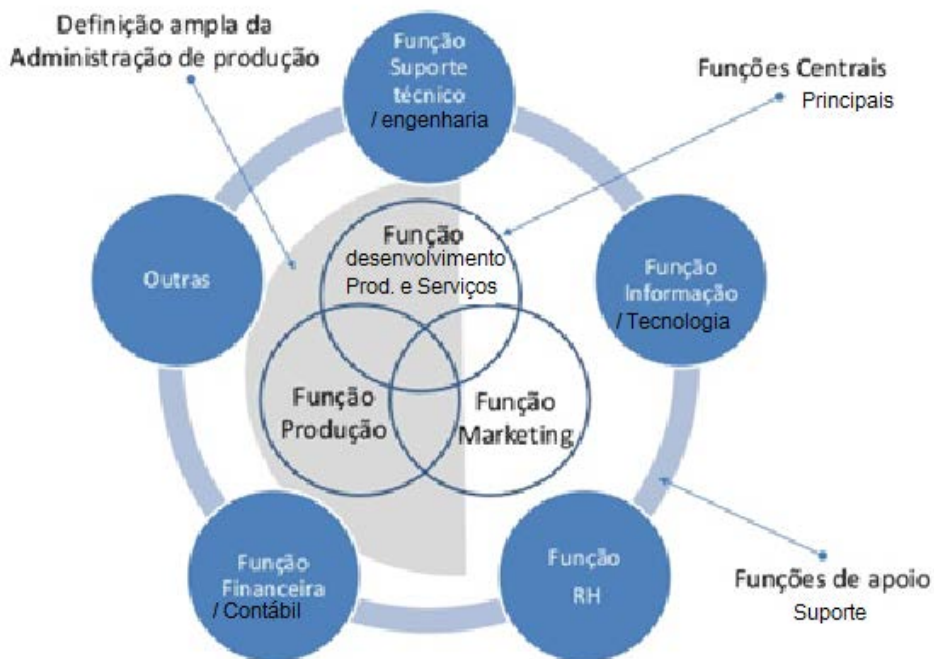 Definição ampla da
Administração de produção
Função
Suporte
técnico
/ engenharia
Funções Centrais
Principais
Outras
Função
desenvolvimento
Prod. e Serviços
Função
Informação
/ Tecnologia
Função
Produção
Função
Marketing
Função
Financeira
/ Contábil
Função
RH
Funções de apoio
Suporte